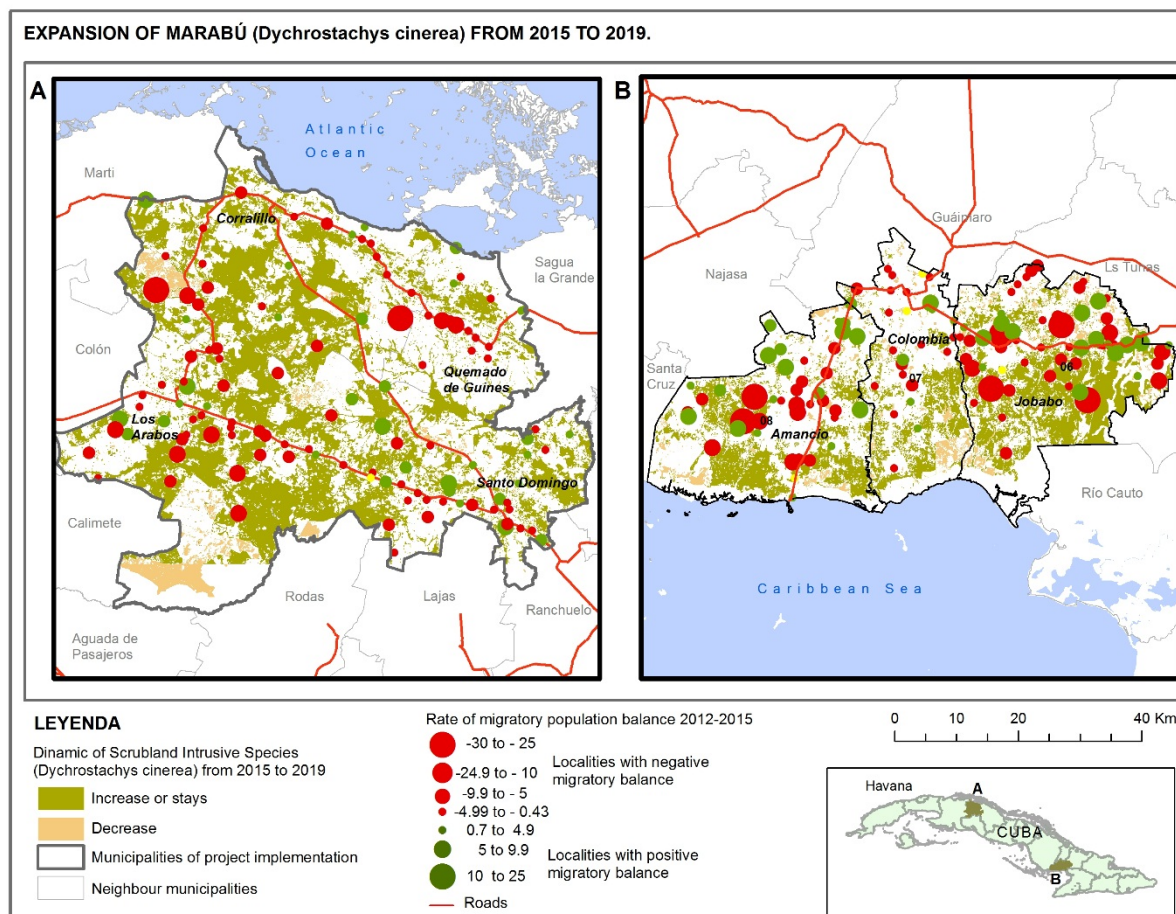 EXPANSION OF MARABÚ (Dychrostachys cinerea) FROM 2015 TO 2019.
A
Atlantic
Ocean
Marti
Corralillo
Sagua
la Grande
Colón
Quemado
de Guines
Los
Arabos
Santo Domingo
Calimete
Rodas
Lajas
Ranchuelo
Aguada de
Pasajeros
B
Guáimaro
Najasa
Ls Tunas
Colombia
Santa
Cruz
07
06
Jobabo
08
Amancio
Río Cauto
Caribbean Sea
LEYENDA
Dinamic of Scrubland Intrusive Species
(Dychrostachys cinerea) from 2015 to 2019
Increase or stays
Decrease
Municipalities of project implementation
Neighbour municipalities
Rate of migratory population balance 2012-2015
-30 to - 25
-24.9 to - 10
-9.9 to - 5
-4.99 to - 0.43
Localities with negative
migratory balance
0.7 to 4.9
5 to 9.9
10 to 25
Localities with positive
migratory balance
Roads
0 10 20 40 Km
Havana
A
CUBA
B